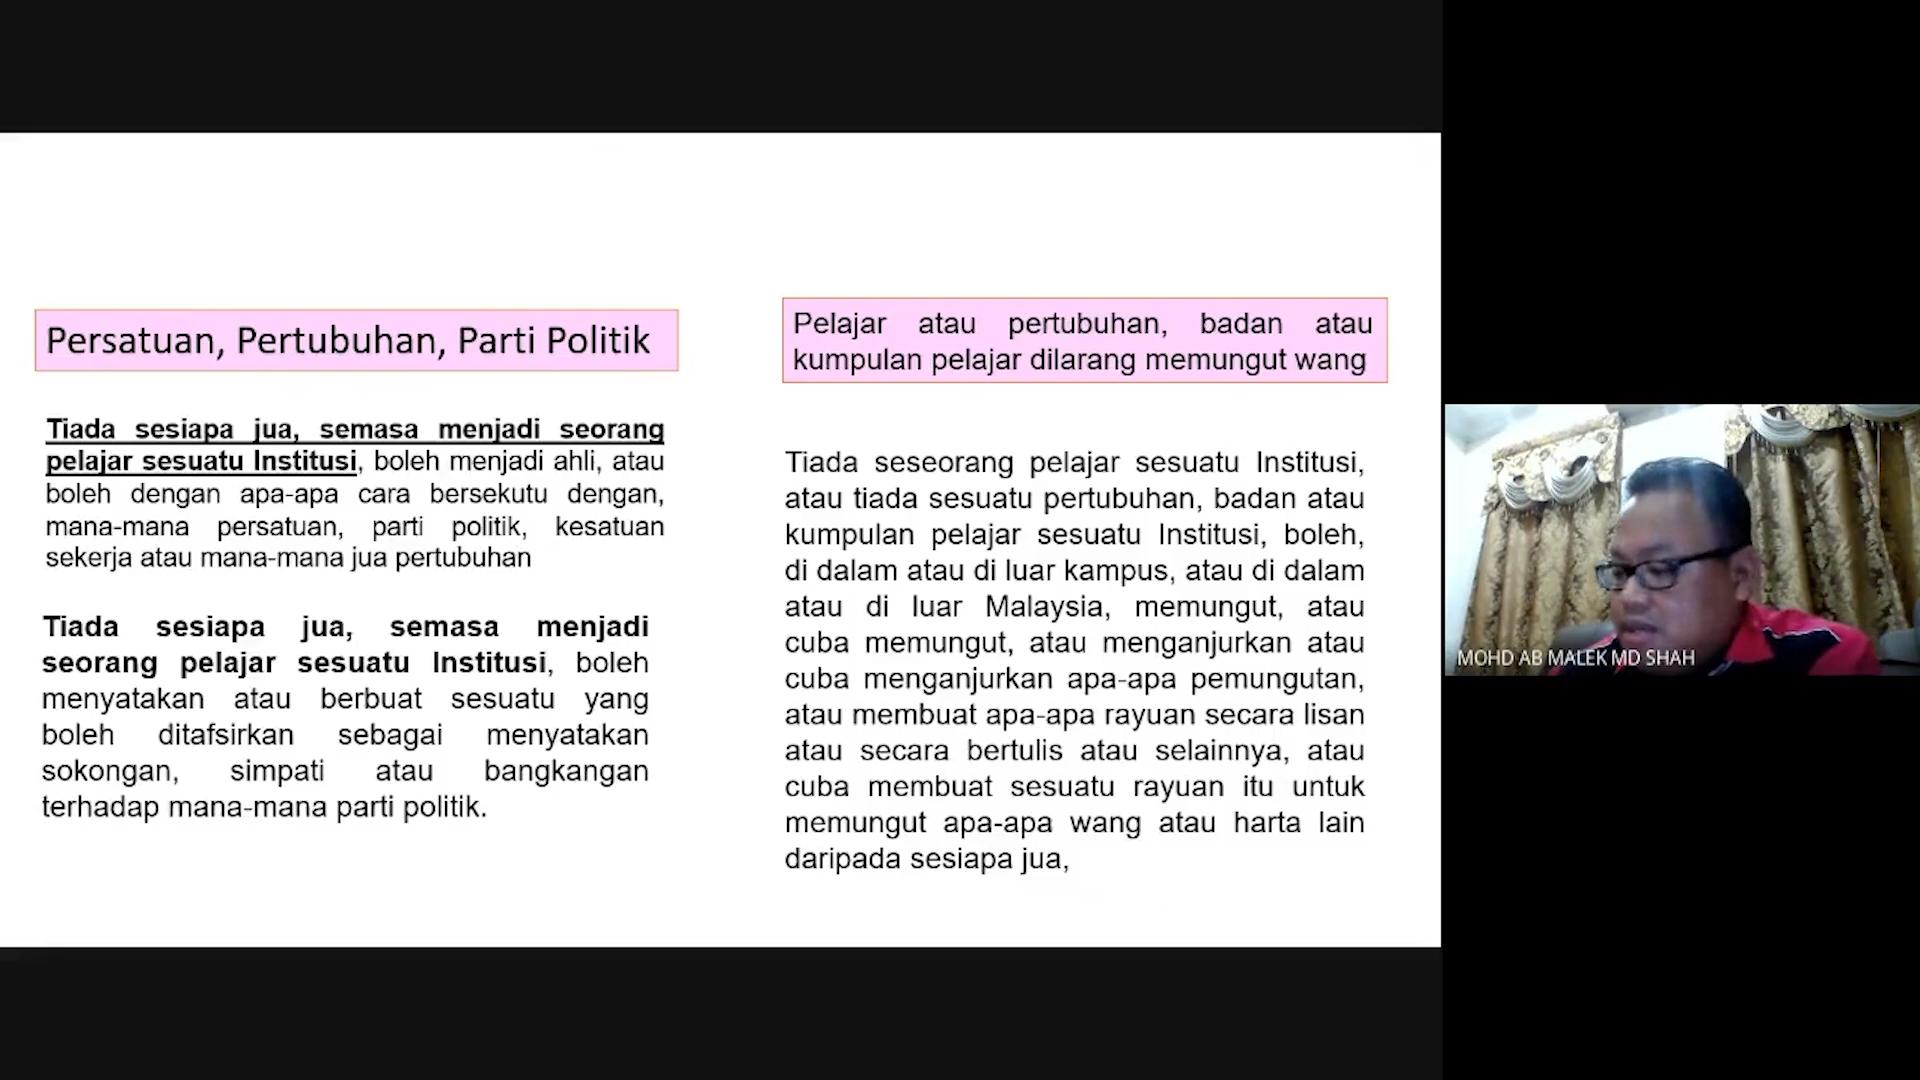 Persatuan, Pertubuhan, Parti Politik
Tiada sesiapa jua, semasa menjadi seorang
pelajar sesuatu Institusi, boleh menjadi ahli, atau
boleh dengan apa-apa cara bersekutu dengan,
mana-mana persatuan, parti politik, kesatuan
sekerja atau mana-mana jua pertubuhan
Tiada sesiapa jua, semasa menjadi
seorang pelajar sesuatu Institusi, boleh
menyatakan atau berbuat sesuatu yang
boleh ditafsirkan sebagai menyatakan
sokongan, simpati atau bangkangan
terhadap mana-mana parti politik.
Pelajar atau pertubuhan, badan atau
kumpulan pelajar dilarang memungut wang
Tiada seseorang pelajar sesuatu Institusi,
atau tiada sesuatu pertubuhan, badan atau
kumpulan pelajar sesuatu Institusi, boleh,
di dalam atau di luar kampus, atau di dalam
atau di luar Malaysia, memungut, atau
cuba memungut, atau menganjurkan atau
cuba menganjurkan apa-apa pemungutan,
atau membuat apa-apa rayuan secara lisan
atau secara bertulis atau selainnya, atau
cuba membuat sesuatu rayuan itu untuk
memungut apa-apa wang atau harta lain
daripada sesiapa jua,
MOHD AB MALEK MD SHAH